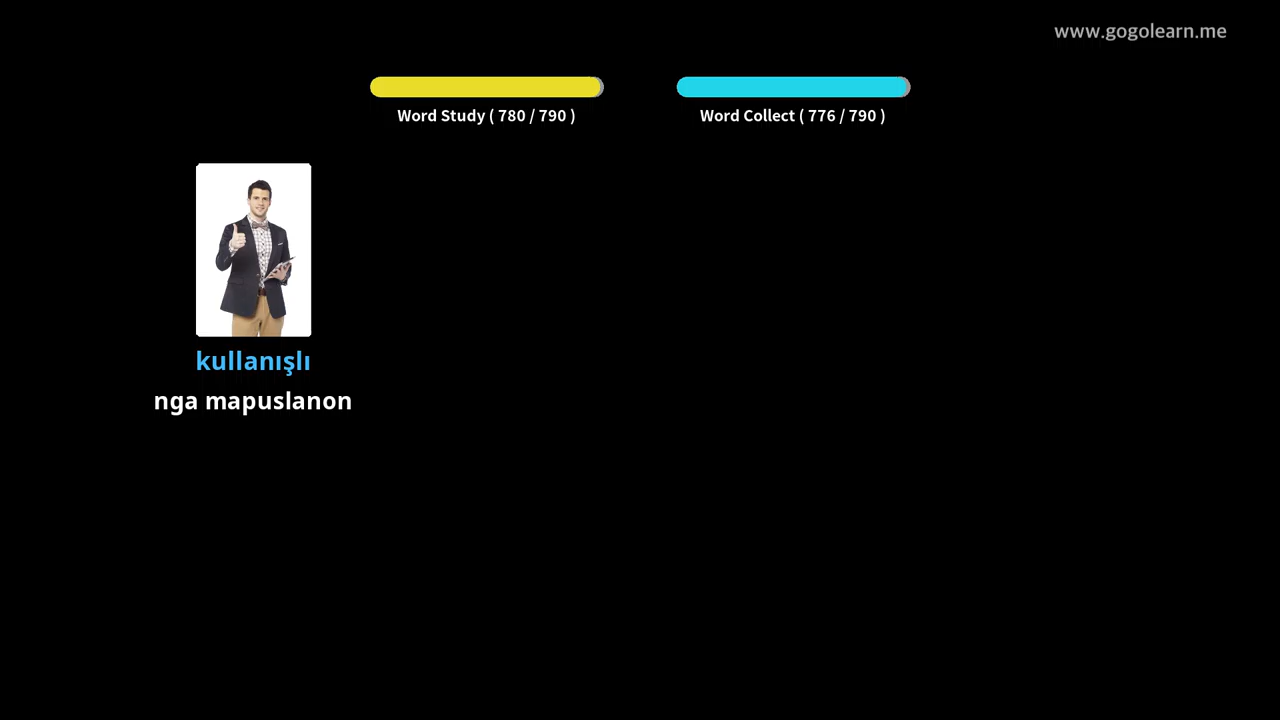 www.gogolearn.me
Word Study ( 780 / 790 )
Word Collect ( 776 / 790 )
kullanışlı
nga mapuslanon